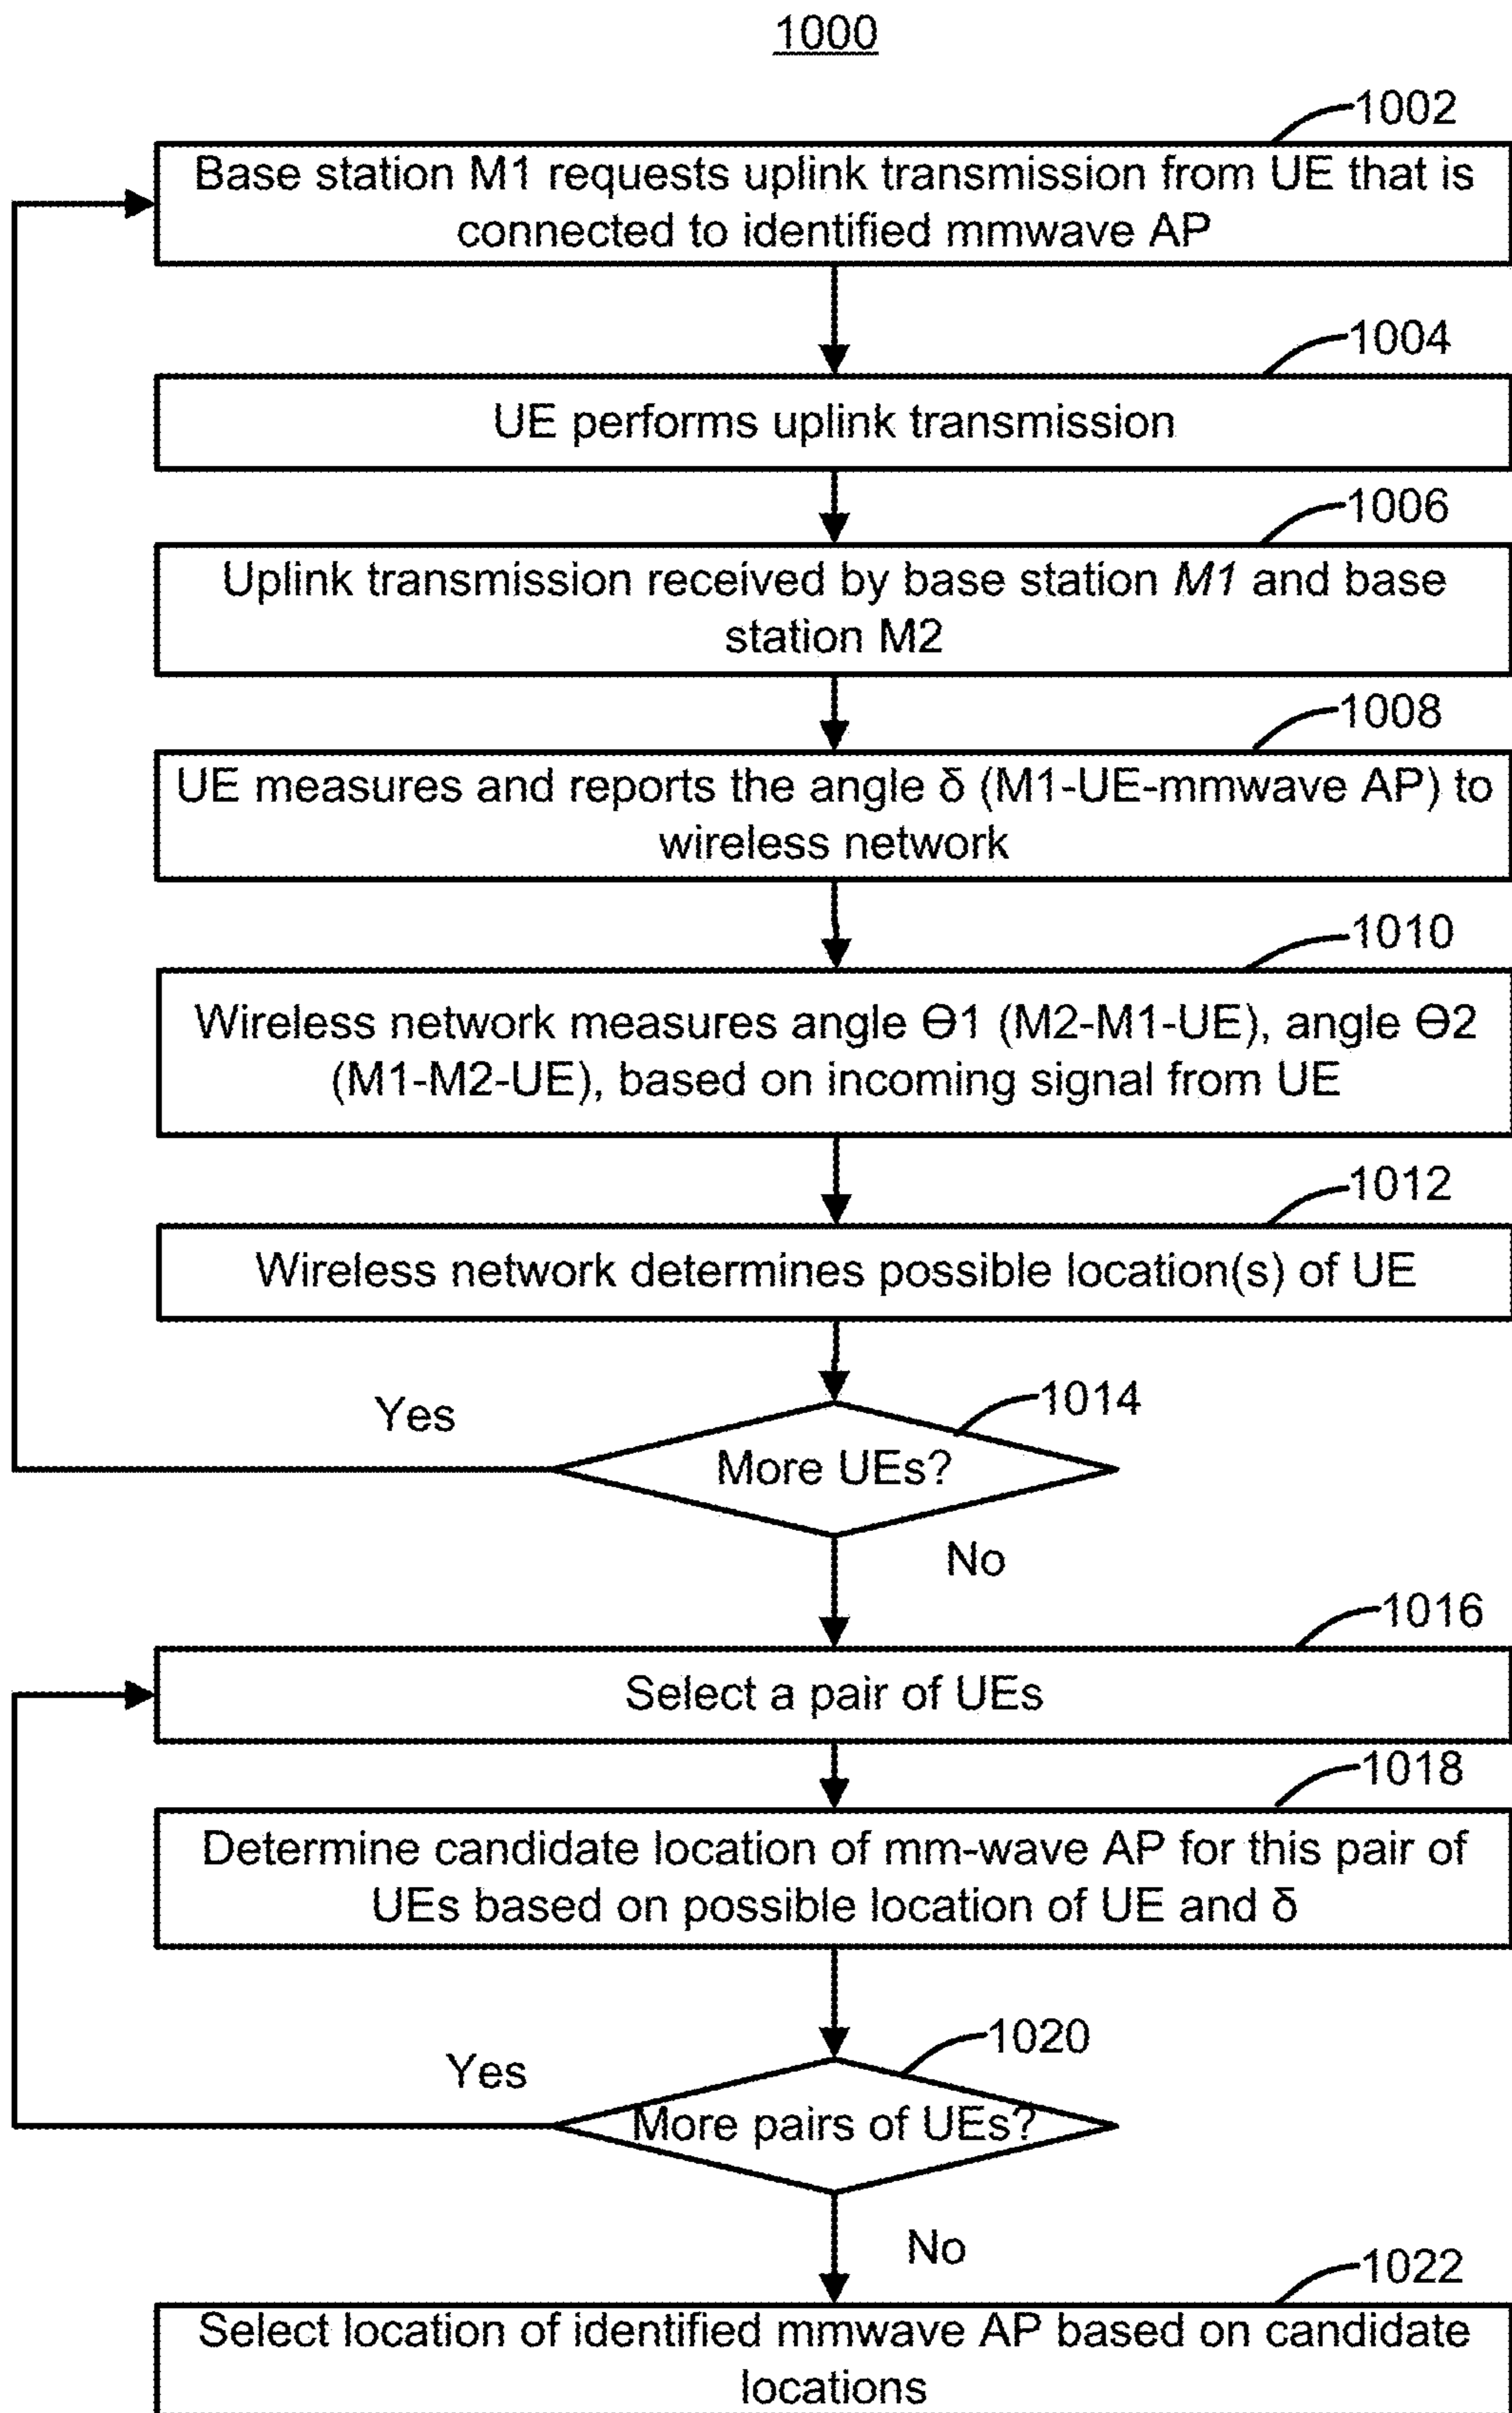 1000
1002
Base station M1 requests uplink transmission from UE that is
connected to identified mmwave AP
1004
UE performs uplink transmission
1006
Uplink transmission received by base station M1 and base
station M2
1008
UE measures and reports the angle δ (M1-UE-mmwave AP) to
wireless network
1010
Wireless network measures angle Θ1 (M2-M1-UE), angle Θ2
(M1-M2-UE), based on incoming signal from UE
1012
Wireless network determines possible location(s) of UE
1014
Yes
More UEs?
No
1016
Select a pair of UEs
1018
Determine candidate location of mm-wave AP for this pair of
UEs based on possible location of UE and δ
1020
Yes
More pairs of UEs?
No
1022
Select location of identified mmwave AP based on candidate
locations